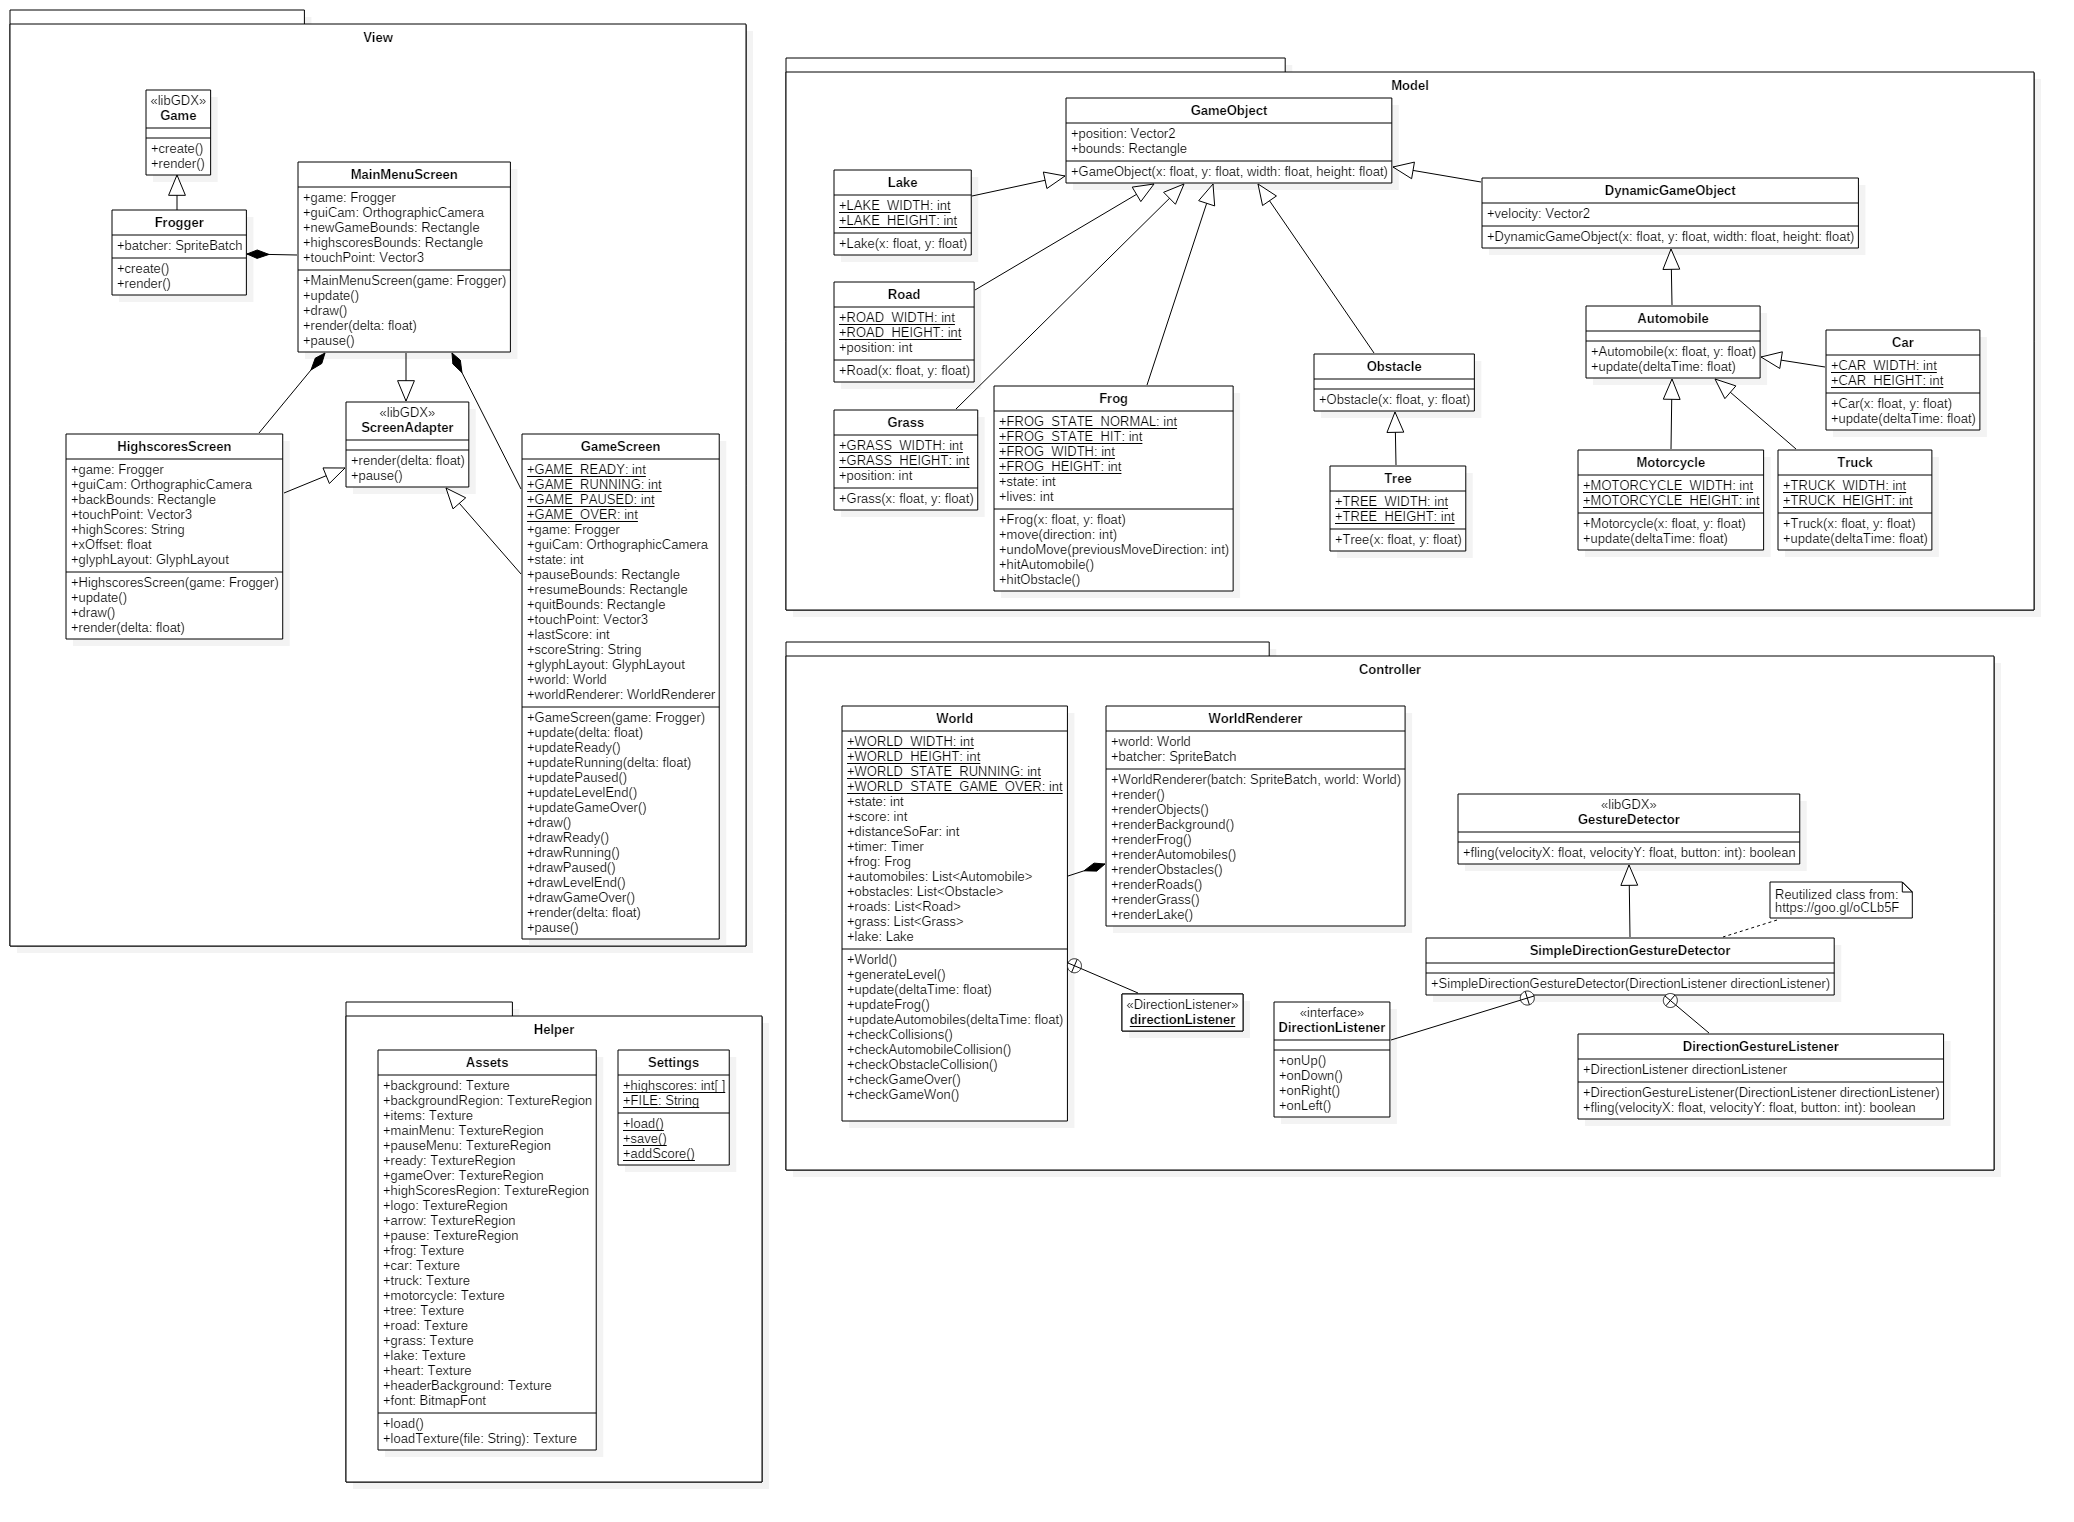 View
«libGDX»
Game
+create()
+render()
Frogger
+batcher: SpriteBatch
+create()
+render()
MainMenuScreen
+game: Frogger
+guiCam: OrthographicCamera
+newGameBounds: Rectangle
+highscoresBounds: Rectangle
+touchPoint: Vector3
+MainMenuScreen(game: Frogger)
+update()
+draw()
+render(delta: float)
+pause()
«libGDX»
ScreenAdapter
+render(delta: float)
+pause()
HighscoresScreen
+game: Frogger
+guiCam: OrthographicCamera
+backBounds: Rectangle
+touchPoint: Vector3
+highScores: String
+xOffset: float
+glyphLayout: GlyphLayout
+HighscoresScreen(game: Frogger)
+update()
+draw()
+render(delta: float)
GameScreen
+GAME_READY: int
+GAME_RUNNING: int
+GAME_PAUSED: int
+GAME_OVER: int
+game: Frogger
+guiCam: OrthographicCamera
+state: int
+pauseBounds: Rectangle
+resumeBounds: Rectangle
+quitBounds: Rectangle
+touchPoint: Vector3
+lastScore: int
+scoreString: String
+glyphLayout: GlyphLayout
+world: World
+worldRenderer: WorldRenderer
+GameScreen(game: Frogger)
+update(delta: float)
+updateReady()
+updateRunning(delta: float)
+updatePaused()
+updateLevelEnd()
+updateGameOver()
+draw()
+drawReady()
+drawRunning()
+drawPaused()
+drawLevelEnd()
+drawGameOver()
+render(delta: float)
+pause()
Model
GameObject
+position: Vector2
+bounds: Rectangle
+GameObject(x: float, y: float, width: float, height: float)
Lake
+LAKE_WIDTH: int
+LAKE_HEIGHT: int
+Lake(x: float, y: float)
Road
+ROAD_WIDTH: int
+ROAD_HEIGHT: int
+position: int
+Road(x: float, y: float)
Grass
+GRASS_WIDTH: int
+GRASS_HEIGHT: int
+position: int
+Grass(x: float, y: float)
Frog
+FROG_STATE_NORMAL: int
+FROG_STATE_HIT: int
+FROG_WIDTH: int
+FROG_HEIGHT: int
+state: int
+lives: int
+Frog(x: float, y: float)
+move(direction: int)
+undoMove(previousMoveDirection: int)
+hitAutomobile()
+hitObstacle()
Obstacle
+Obstacle(x: float, y: float)
Tree
+TREE_WIDTH: int
+TREE_HEIGHT: int
+Tree(x: float, y: float)
DynamicGameObject
+velocity: Vector2
+DynamicGameObject(x: float, y: float, width: float, height: float)
Automobile
+Automobile(x: float, y: float)
+update(deltaTime: float)
Car
+CAR_WIDTH: int
+CAR_HEIGHT: int
+Car(x: float, y: float)
+update(deltaTime: float)
Motorcycle
+MOTORCYCLE_WIDTH: int
+MOTORCYCLE_HEIGHT: int
+Motorcycle(x: float, y: float)
+update(deltaTime: float)
Truck
+TRUCK_WIDTH: int
+TRUCK_HEIGHT: int
+Truck(x: float, y: float)
+update(deltaTime: float)
Controller
World
+WORLD_WIDTH: int
+WORLD_HEIGHT: int
+WORLD_STATE_RUNNING: int
+WORLD_STATE_GAME_OVER: int
+state: int
+score: int
+distanceSoFar: int
+timer: Timer
+frog: Frog
+automobiles: List<Automobile>
+obstacles: List<Obstacle>
+roads: List<Road>
+grass: List<Grass>
+lake: Lake
+World()
+generateLevel()
+update(deltaTime: float)
+updateFrog()
+updateAutomobiles(deltaTime: float)
+checkCollisions()
+checkAutomobileCollision()
+checkObstacleCollision()
+checkGameOver()
+checkGameWon()
WorldRenderer
+world: World
+batcher: SpriteBatch
+WorldRenderer(batch: SpriteBatch, world: World)
+render()
+renderObjects()
+renderBackground()
+renderFrog()
+renderAutomobiles()
+renderObstacles()
+renderRoads()
+renderGrass()
+renderLake()
«DirectionListener»
directionListener
«libGDX»
GestureDetector
+fling(velocityX: float, velocityY: float, button: int): boolean
Reutilized class from:
https://goo.gl/oCLb5F
SimpleDirectionGestureDetector
+SimpleDirectionGestureDetector(DirectionListener directionListener)
«interface»
DirectionListener
+onUp()
+onDown()
+onRight()
+onLeft()
DirectionGestureListener
+DirectionListener directionListener
+DirectionGestureListener(DirectionListener directionListener)
+fling(velocityX: float, velocityY: float, button: int): boolean
Helper
Assets
+background: Texture
+backgroundRegion: TextureRegion
+items: Texture
+mainMenu: TextureRegion
+pauseMenu: TextureRegion
+ready: TextureRegion
+gameOver: TextureRegion
+highScoresRegion: TextureRegion
+logo: TextureRegion
+arrow: TextureRegion
+pause: TextureRegion
+frog: Texture
+car: Texture
+truck: Texture
+motorcycle: Texture
+tree: Texture
+road: Texture
+grass: Texture
+lake: Texture
+heart: Texture
+headerBackground: Texture
+font: BitmapFont
+load()
+loadTexture(file: String): Texture
Settings
+highscores: int[ ]
+FILE: String
+load()
+save()
+addScore()